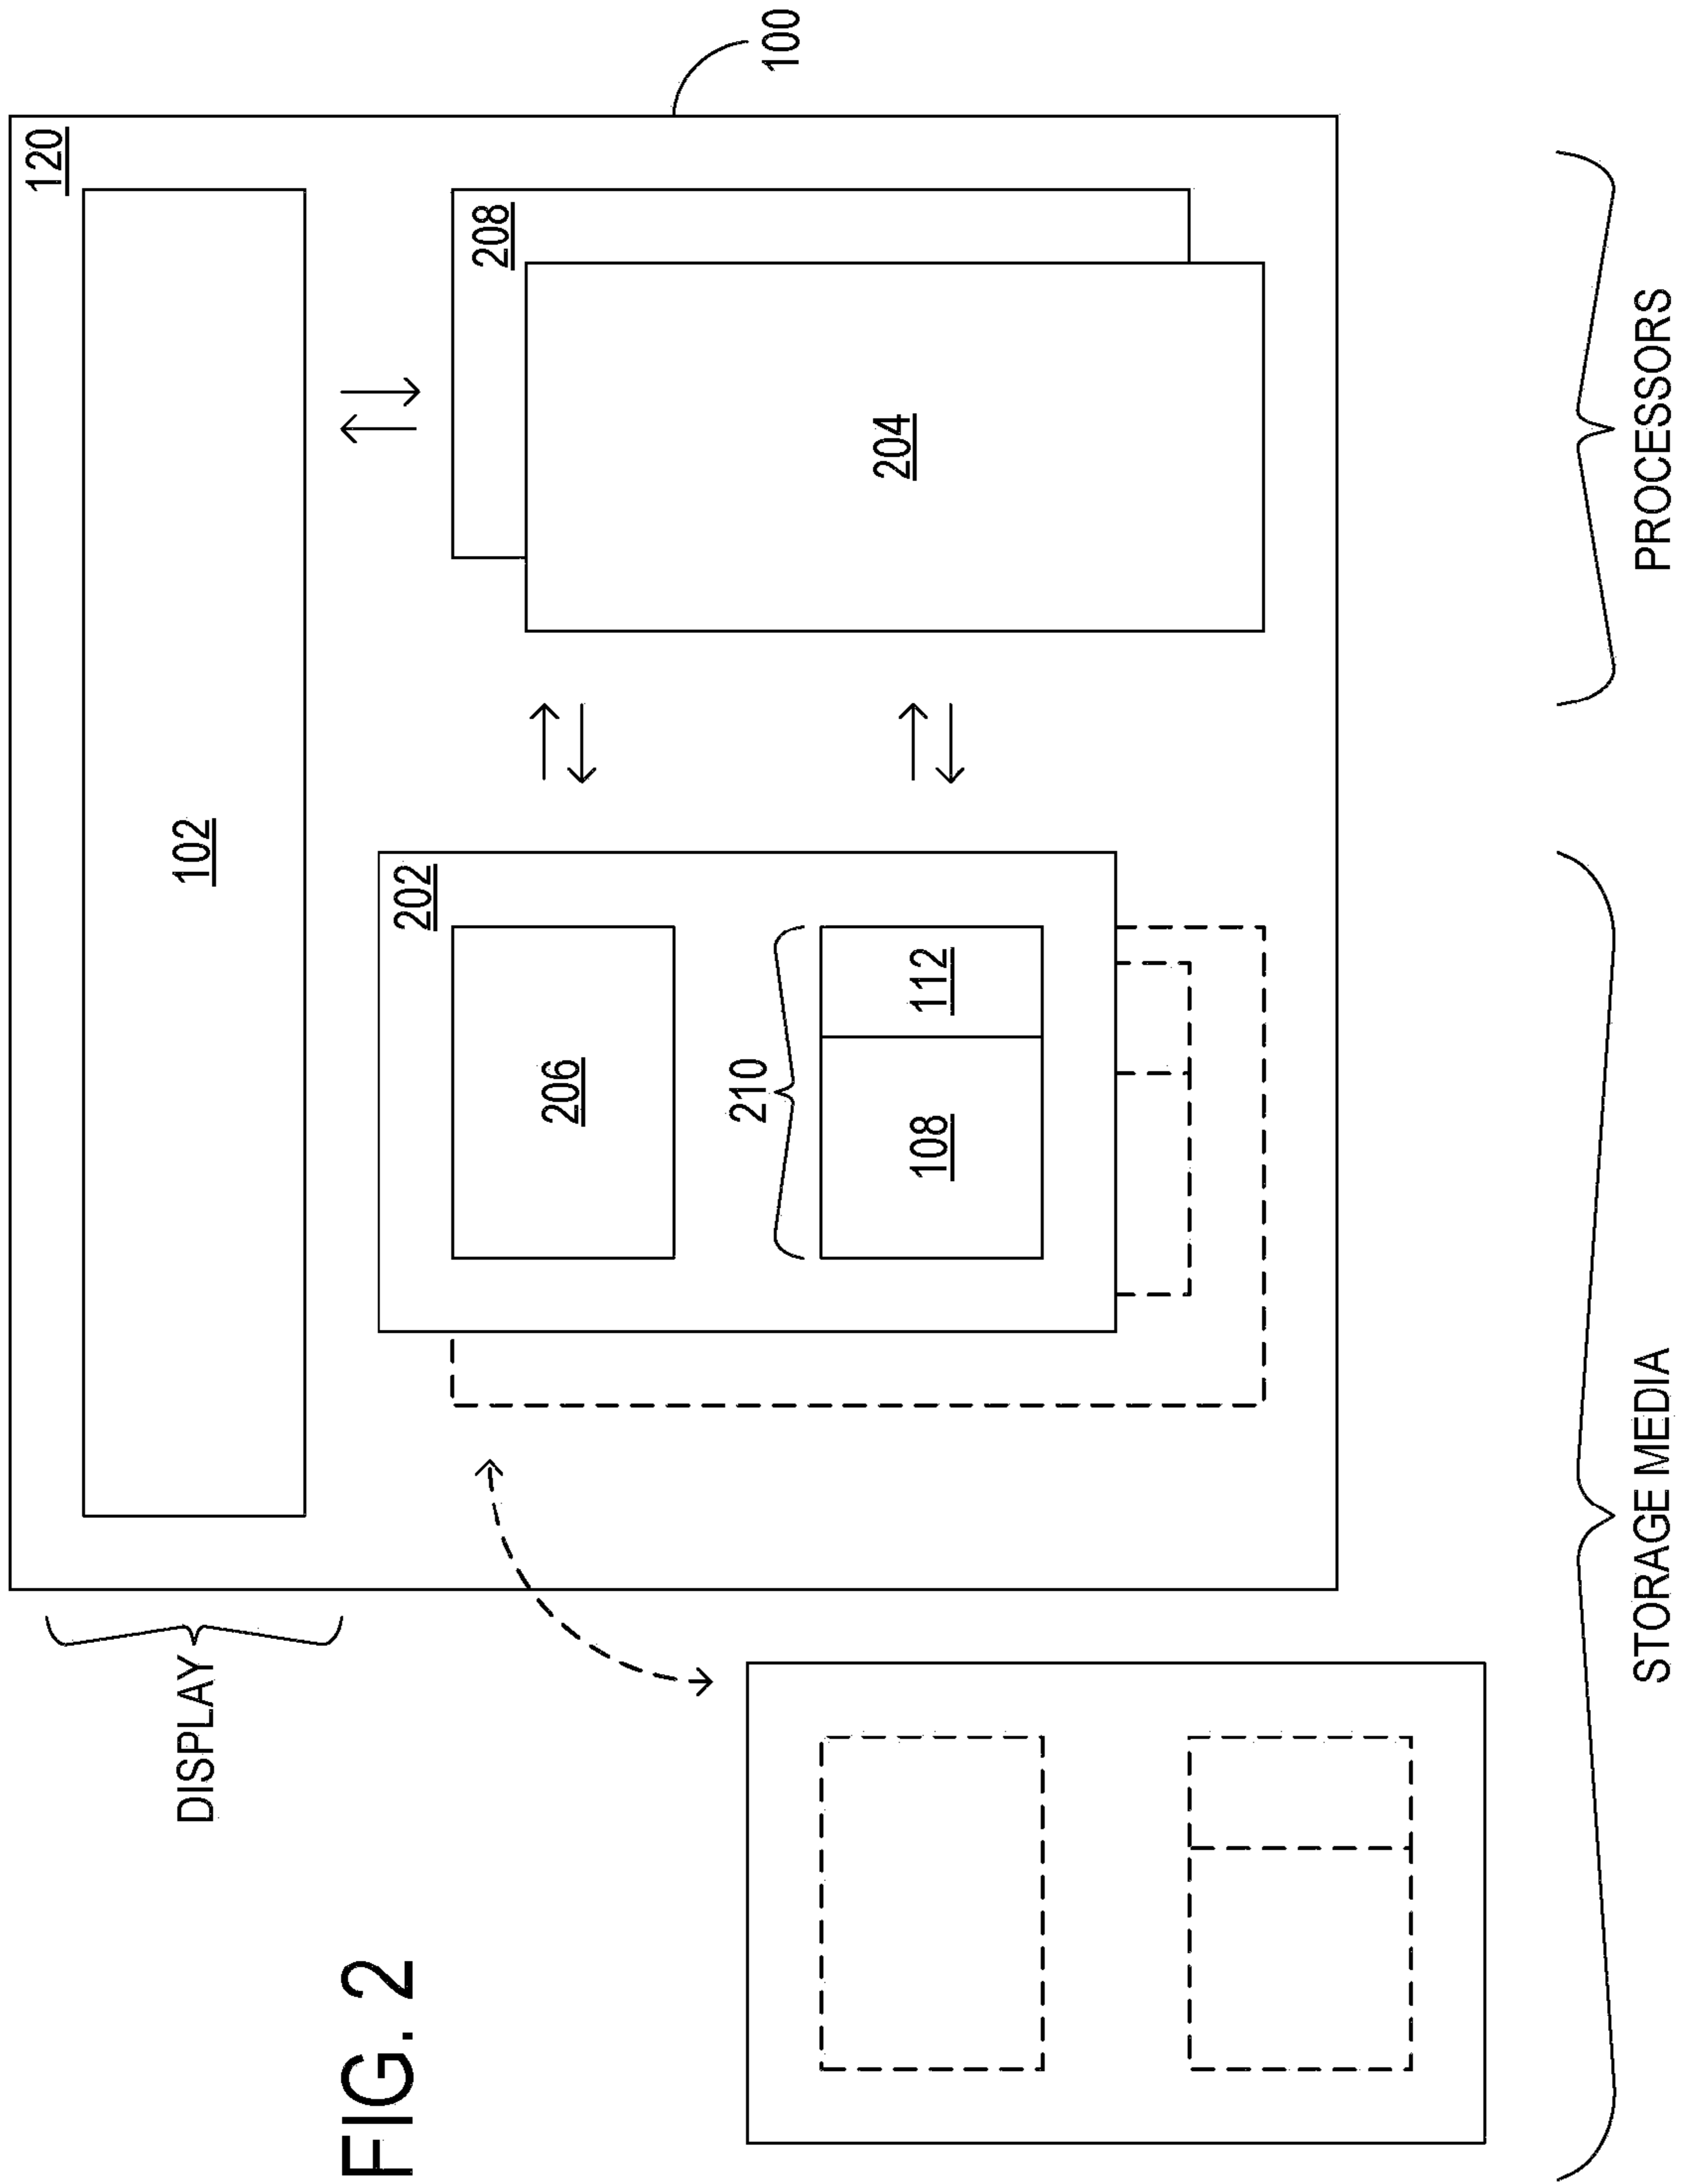 FIG. 2
DISPLAY
120
102
100
202
206
210
108
112
208
204
STORAGE MEDIA
PROCESSORS